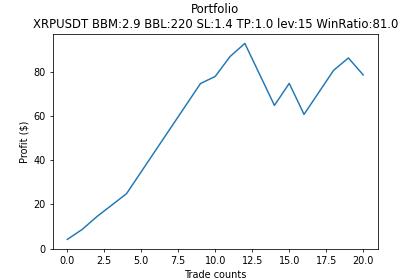 Portfolio
XRPUSDT BBM:2.9 BBL:220 SL:1.4 TP:1.0 lev:15 WinRatio:81.0
Profit ($)
80
60
40
20
0
0.0 2.5 5.0 7.5 10.0 12.5 15.0 17.5 20.0
Trade counts